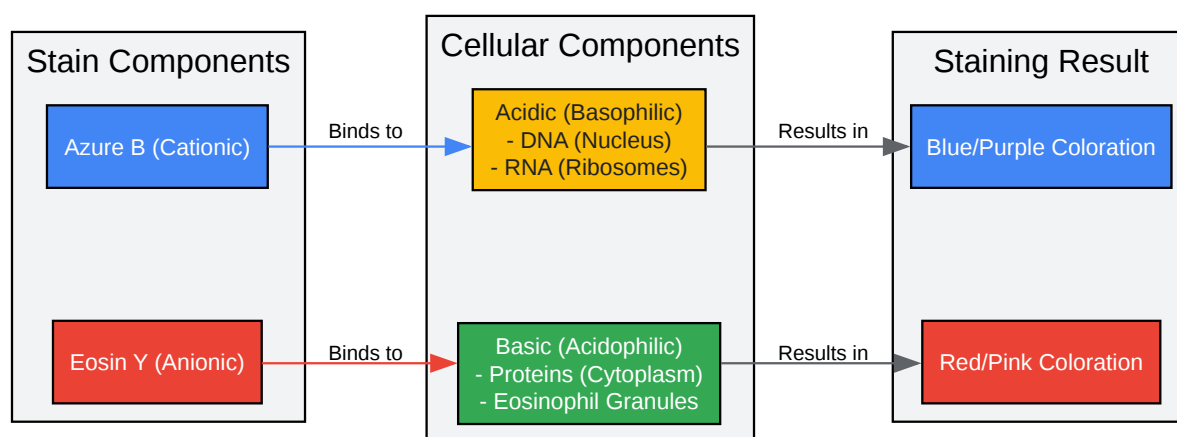 Stain Components
Cellular Components
Staining Result
Azure B (Cationic)
Binds to
Acidic (Basophilic)
- DNA (Nucleus)
- RNA (Ribosomes)
Results in
Blue/Purple Coloration
Eosin Y (Anionic)
Binds to
Basic (Acidophilic)
- Proteins (Cytoplasm)
- Eosinophil Granules
Results in
Red/Pink Coloration